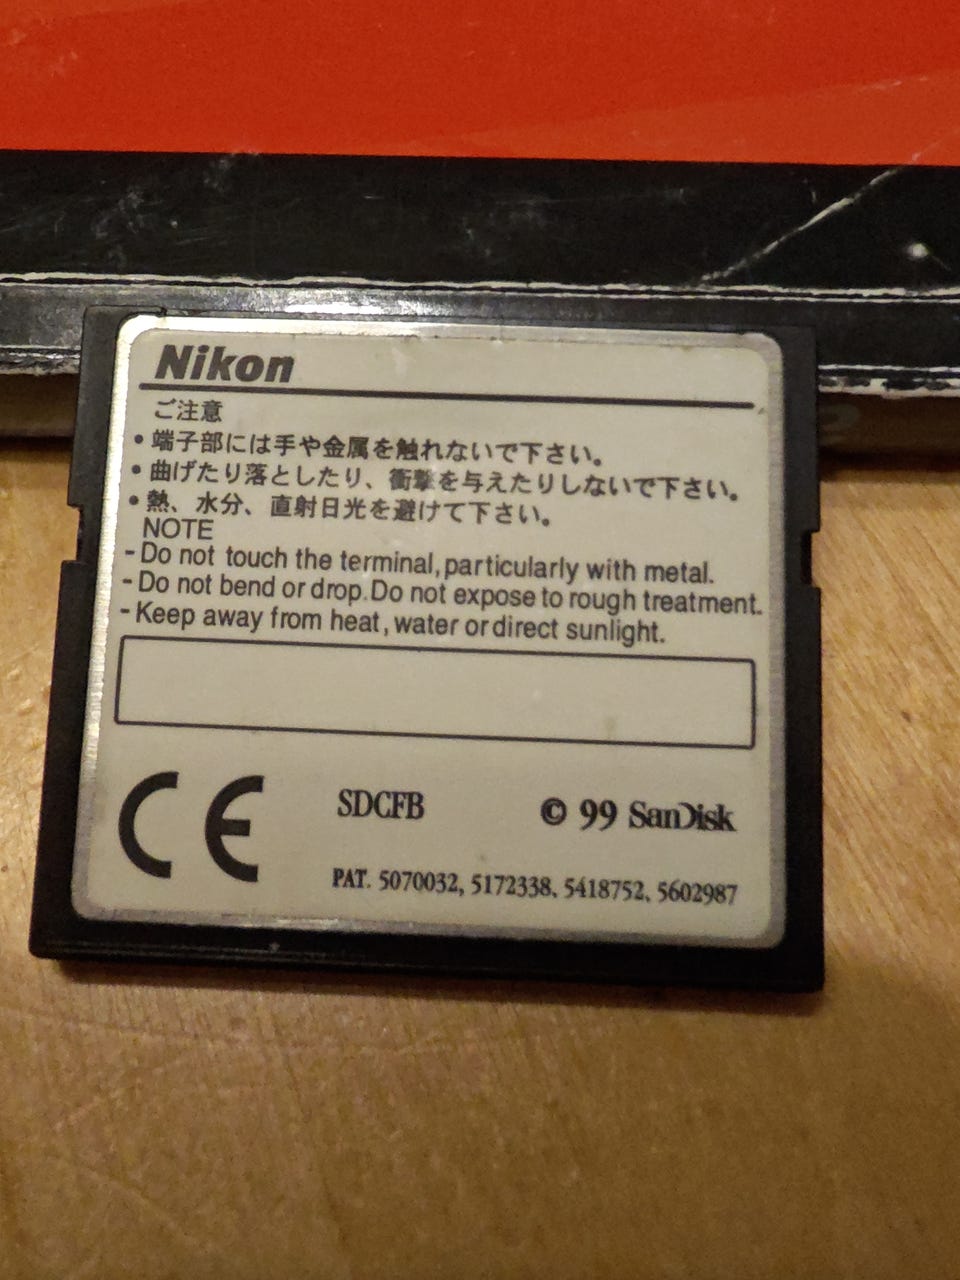 Nikon
ご注意
• 端子部には手や金属を触れないで下さい。
• 曲げたり落としたり、衝撃を与えたりしないで下さい。
• 熱、水分、直射日光を避けて下さい。
NOTE
- Do not touch the terminal, particularly with metal.
- Do not bend or drop. Do not expose to rough treatment.
- Keep away from heat, water or direct sunlight.
CE SDCFB © 99 SanDisk
PAT. 5070032, 5172338, 5418752, 5602987